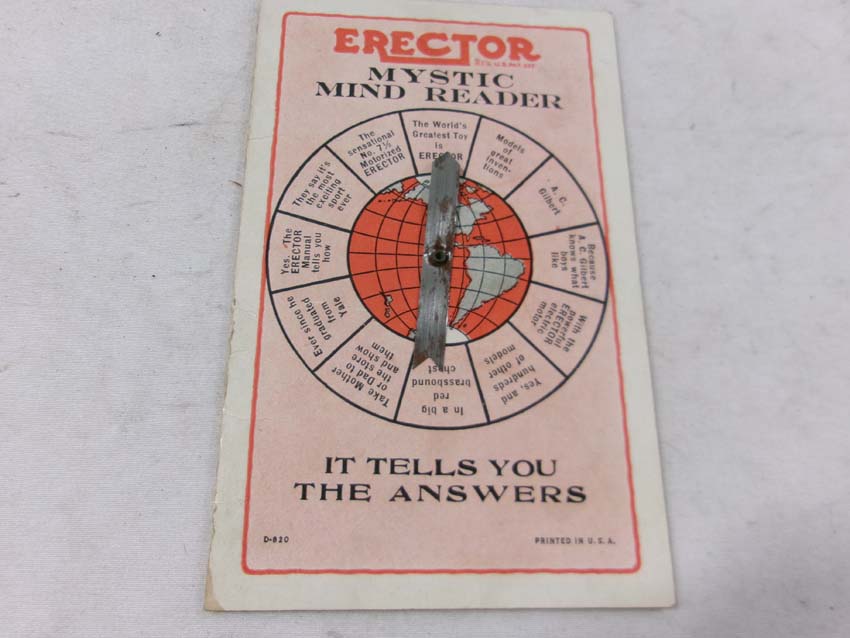 ERECTOR
REG. U.S. PAT. OFF.
MYSTIC
MIND READER
The World's
Greatest Toy
is
ERECTOR
Models
of
great
inven-
tions
A. C.
Gilbert
Because
A. C. Gilbert
knows what
boys
like
With the
powerful
ERECTOR
electric
motor
Yes, and
hundreds
of other
models
In a big
red
brassbound
chest
Take Mother
or Dad to
the store
and show
them
Ever since he
graduated
from
Yale
Yes. The
ERECTOR
Manual
tells you
how
They say it's
the most
exciting
sport
ever
The
sensational
No. 7½
Motorized
ERECTOR
IT TELLS YOU
THE ANSWERS
D-820
PRINTED IN U. S. A.